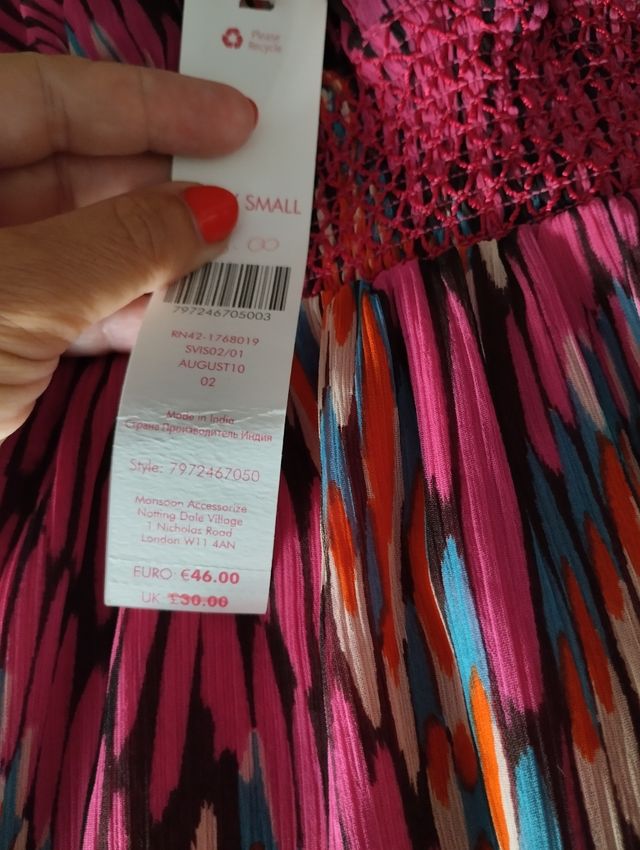 Please
Recycle
SMALL
797246705003
RN42-1768019
SVIS02/01
AUGUST10
02
Made in India
Страна Производитель Индия
Style: 7972467050
Monsoon Accessorize
Notting Dale Village
1 Nicholas Road
London W11 4AN
EURO €46.00
UK £30.00